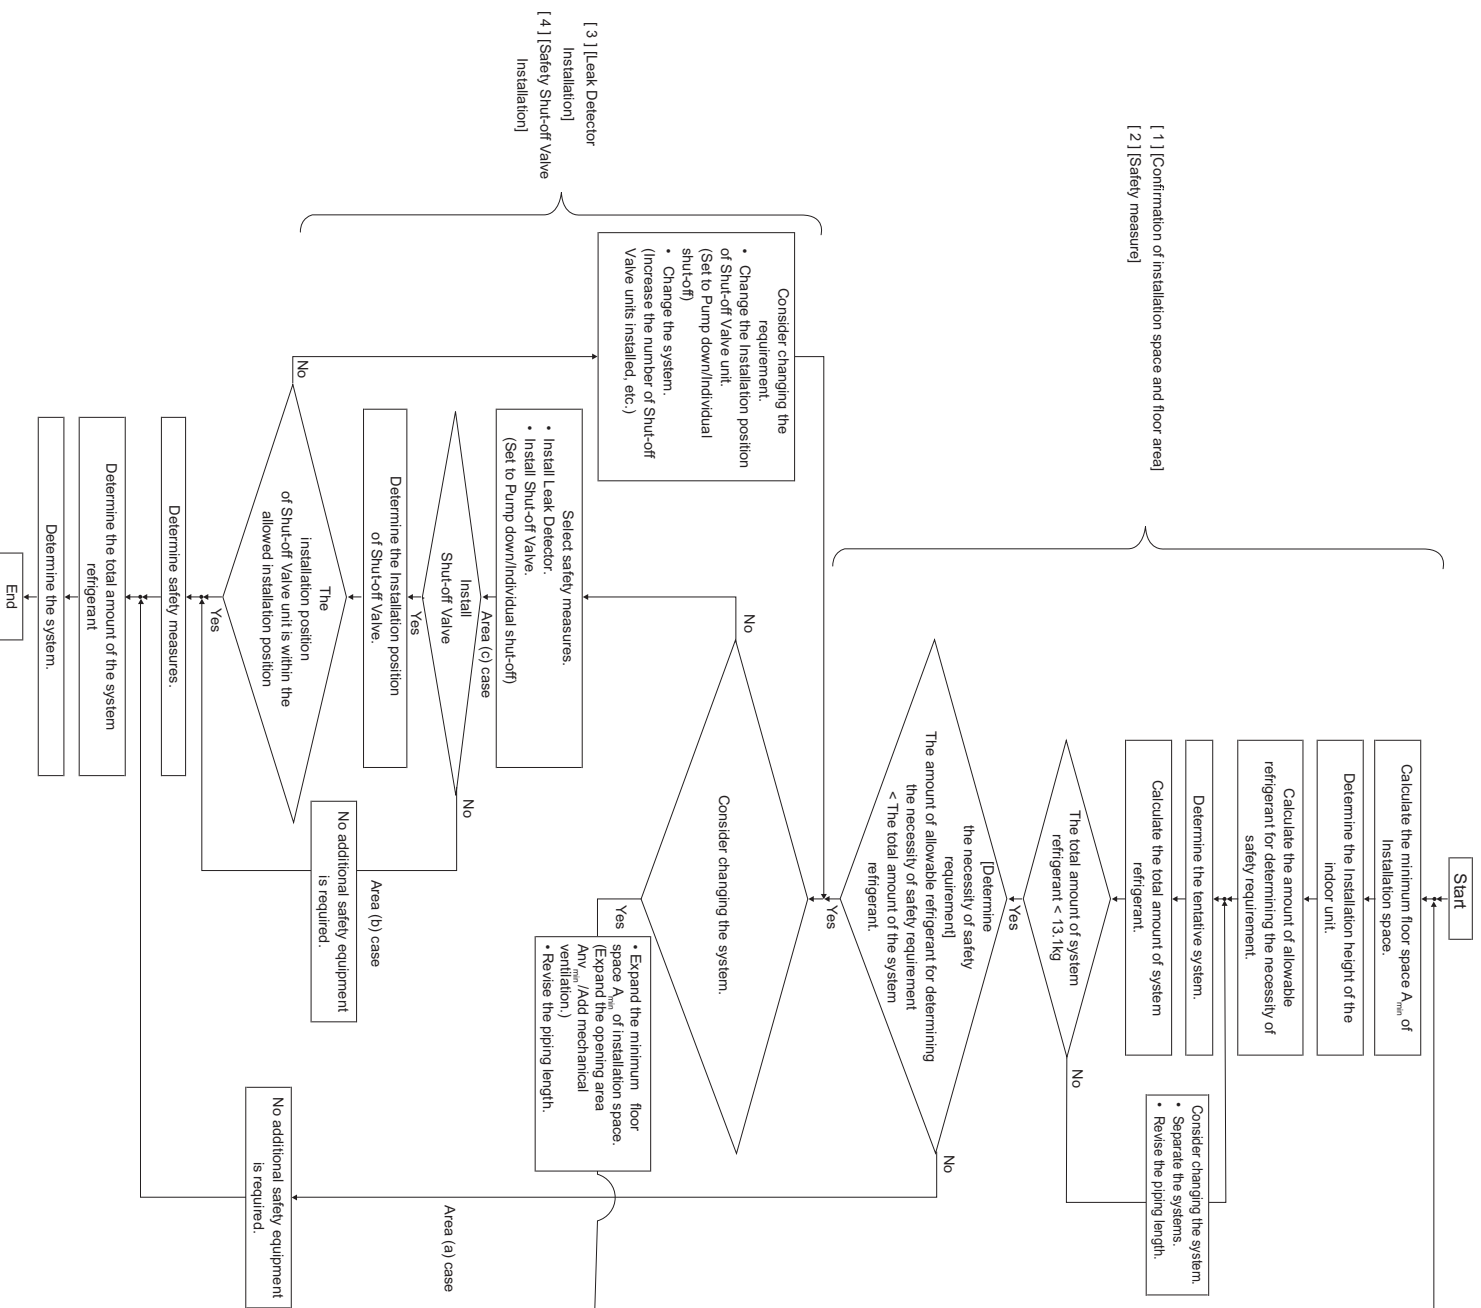 Start
Calculate the minimum floor space Amin of
Installation space.
Determine the Installation height of the
indoor unit.
Calculate the amount of allowable
refrigerant for determining the necessity of
safety requirement.
Determine the tentative system.
Calculate the total amount of system
refrigerant.
The total amount of system
refrigerant < 13.1kg
No
Consider changing the system.
• Separate the systems.
• Revise the piping length.
Yes
[Determine
the necessity of safety
requirement]
The amount of allowable refrigerant for determining
the necessity of safety requirement
< The total amount of the system
refrigerant.
No
Yes
[ 1 ] [Confirmation of installation space and floor area]
[ 2 ] [Safety measure]
Consider changing the system.
Yes
• Expand the minimum floor
space Amin of installation space.
(Expand the opening area
Anvmin/Add mechanical
ventilation.)
• Revise the piping length.
No
Area (a) case
No additional safety equipment
is required.
Consider changing the
requirement.
• Change the Installation position
of Shut-off Valve unit.
(Set to Pump down/Individual
shut-off)
• Change the system.
(Increase the number of Shut-off
Valve units installed, etc.)
[ 3 ] [Leak Detector
Installation]
[ 4 ] [Safety Shut-off Valve
Installation]
Select safety measures.
• Install Leak Detector.
• Install Shut-off Valve.
(Set to Pump down/Individual shut-off)
Area (c) case
Install
Shut-off Valve
No
Yes
Area (b) case
No additional safety equipment
is required.
Determine the Installation position
of Shut-off Valve.
The
installation position
of Shut-off Valve unit is within the
allowed installation position
No
Yes
Determine safety measures.
Determine the total amount of the system
refrigerant
Determine the system.
End